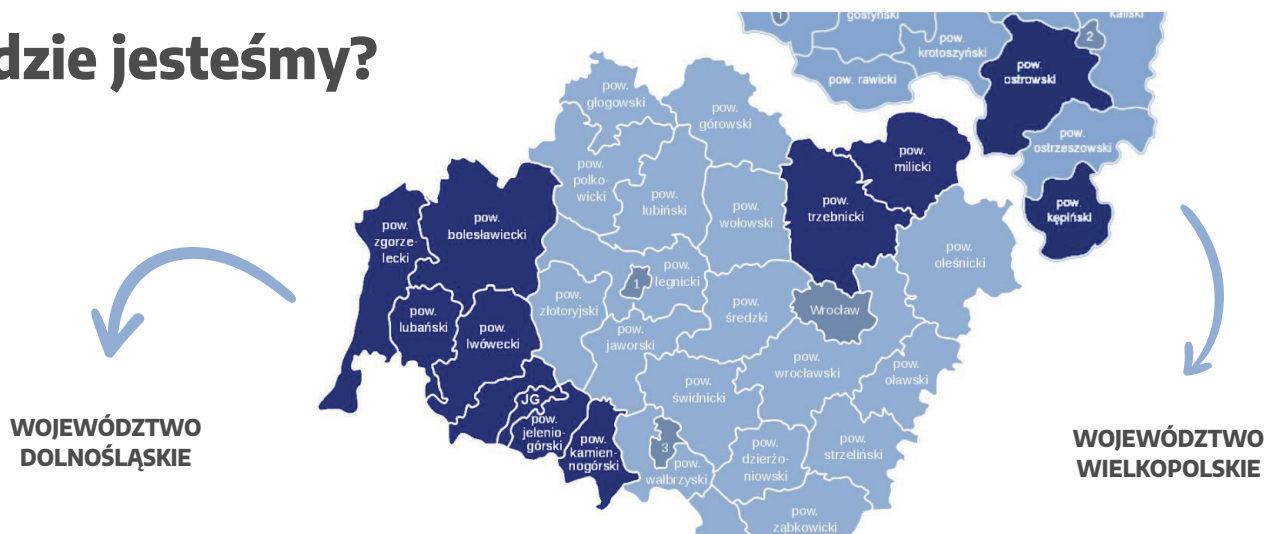 dzie jesteśmy?
1
gostyński
kaliski
pow.
krotoszyński
2
pow. rawicki
pow.
ostrowski
pow.
ostrzeszowski
pow.
kępiński
pow.
głogowski
pow.
górowski
pow.
milicki
pow.
polko-
wicki
pow.
lubiński
pow.
wołowski
pow.
trzebnicki
pow.
zgorze-
lecki
pow.
bolesławiecki
pow.
oleśnicki
1
pow.
legnicki
pow.
złotoryjski
pow.
średzki
Wrocław
pow.
lubański
pow.
lwówecki
pow.
jaworski
pow.
wrocławski
pow.
oławski
pow.
świdnicki
JG
pow.
jelenio-
górski
pow.
kamien-
nogórski
3
pow.
wałbrzyski
pow.
dzierżo-
niowski
pow.
strzeliński
pow.
ząbkowicki
WOJEWÓDZTWO
DOLNOŚLĄSKIE
WOJEWÓDZTWO
WIELKOPOLSKIE